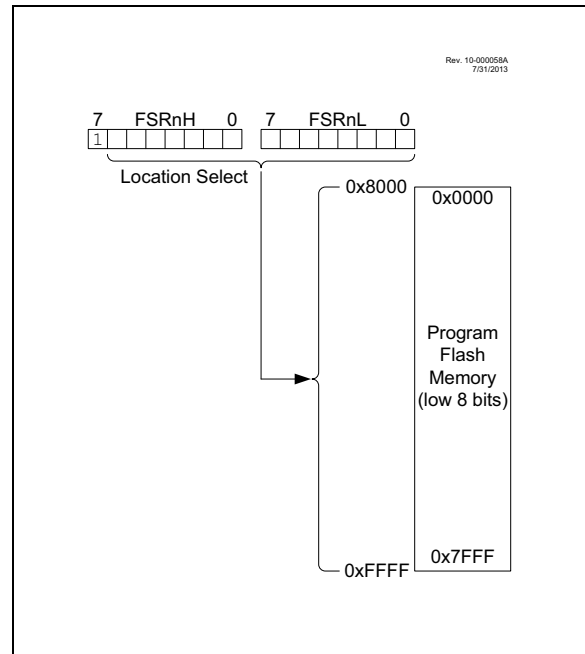 Rev. 10-000058A
7/31/2013
7 FSRnH 0 7 FSRnL 0
1
Location Select
0x8000 0x0000
Program
Flash
Memory
(low 8 bits)
0x7FFF
0xFFFF